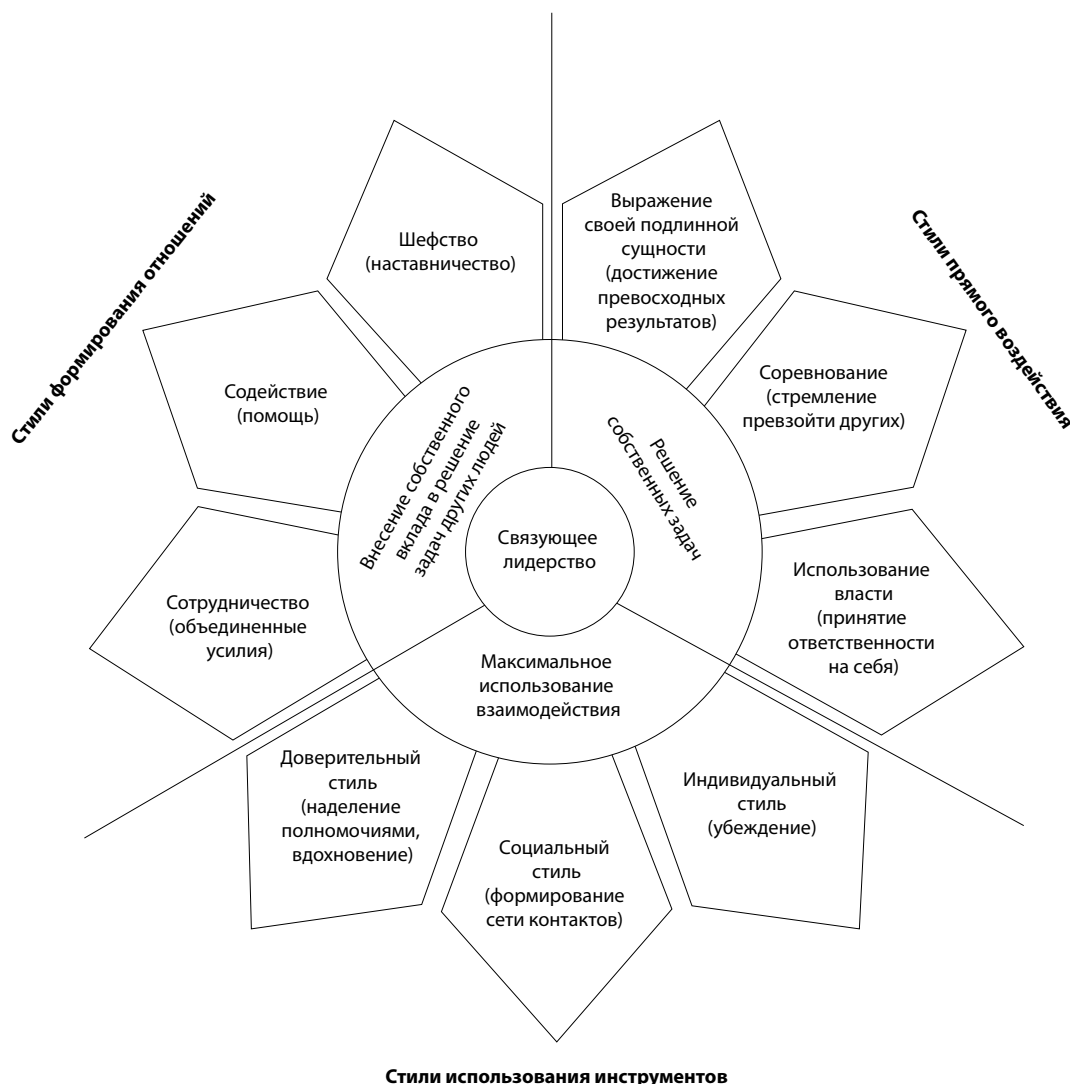 Стили формирования отношений
Стили прямого воздействия
Шефство
(наставничество)
Выражение
своей подлинной
сущности
(достижение
превосходных
результатов)
Содействие
(помощь)
Соревнование
(стремление
превзойти других)
Внесение собственного
вклада в решение
задач других людей
Решение
собственных задач
Связующее
лидерство
Сотрудничество
(объединенные
усилия)
Использование
власти
(принятие
ответственности
на себя)
Максимальное
использование
взаимодействия
Доверительный
стиль
(наделение
полномочиями,
вдохновение)
Социальный
стиль
(формирование
сети контактов)
Индивидуальный
стиль
(убеждение)
Стили использования инструментов